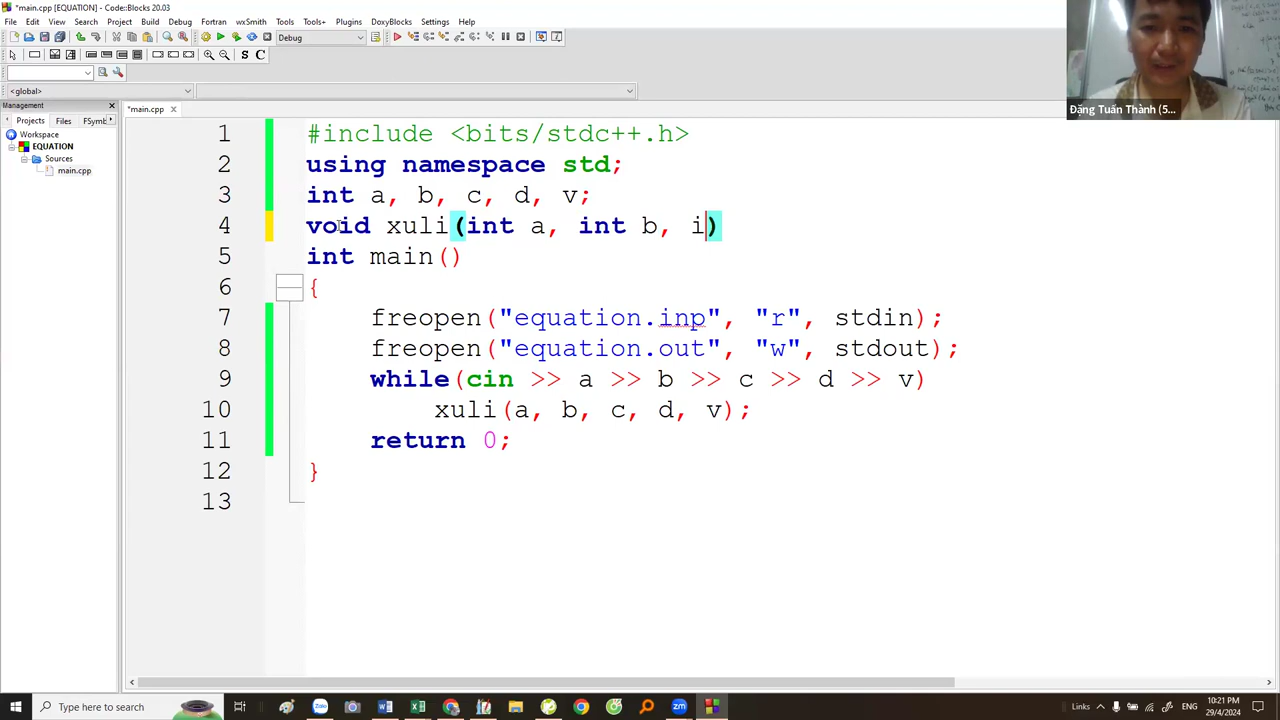 *main.cpp [EQUATION] - Code::Blocks 20.03
File Edit View Search Project Build Debug Fortran wxSmith Tools Tools+ Plugins DoxyBlocks Settings Help
Debug
S C
<global>
Management
Projects Files FSymb
Workspace
EQUATION
Sources
main.cpp
*main.cpp
1 #include <bits/stdc++.h>
2 using namespace std;
3 int a, b, c, d, v;
4 void xuli(int a, int b, i)
5 int main()
6 {
7 freopen("equation.inp", "r", stdin);
8 freopen("equation.out", "w", stdout);
9 while(cin >> a >> b >> c >> d >> v)
10 xuli(a, b, c, d, v);
11 return 0;
12 }
13
Đặng Tuấn Thành (5...
Type here to search
Zalo
zm
Links
ENG
10:21 PM
29/4/2024